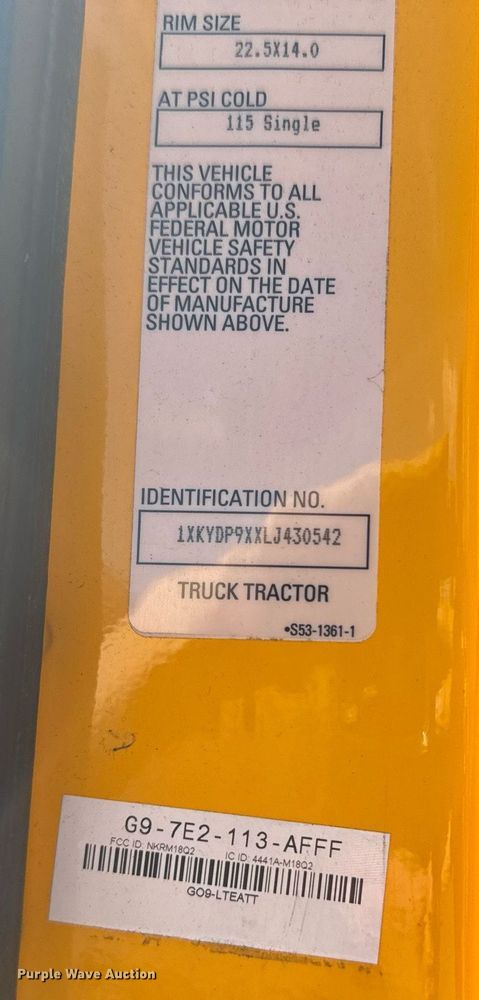 RIM SIZE
22.5X14.0
AT PSI COLD
115 Single
THIS VEHICLE
CONFORMS TO ALL
APPLICABLE U.S.
FEDERAL MOTOR
VEHICLE SAFETY
STANDARDS IN
EFFECT ON THE DATE
OF MANUFACTURE
SHOWN ABOVE.
IDENTIFICATION NO.
1XKYDP9XXLJ430542
TRUCK TRACTOR
•S53-1361-1
G9-7E2-113-AFFF
FCC ID: NKRM18Q2 IC ID: 4441A-M18Q2
GO9-LTEATT
Purple Wave Auction